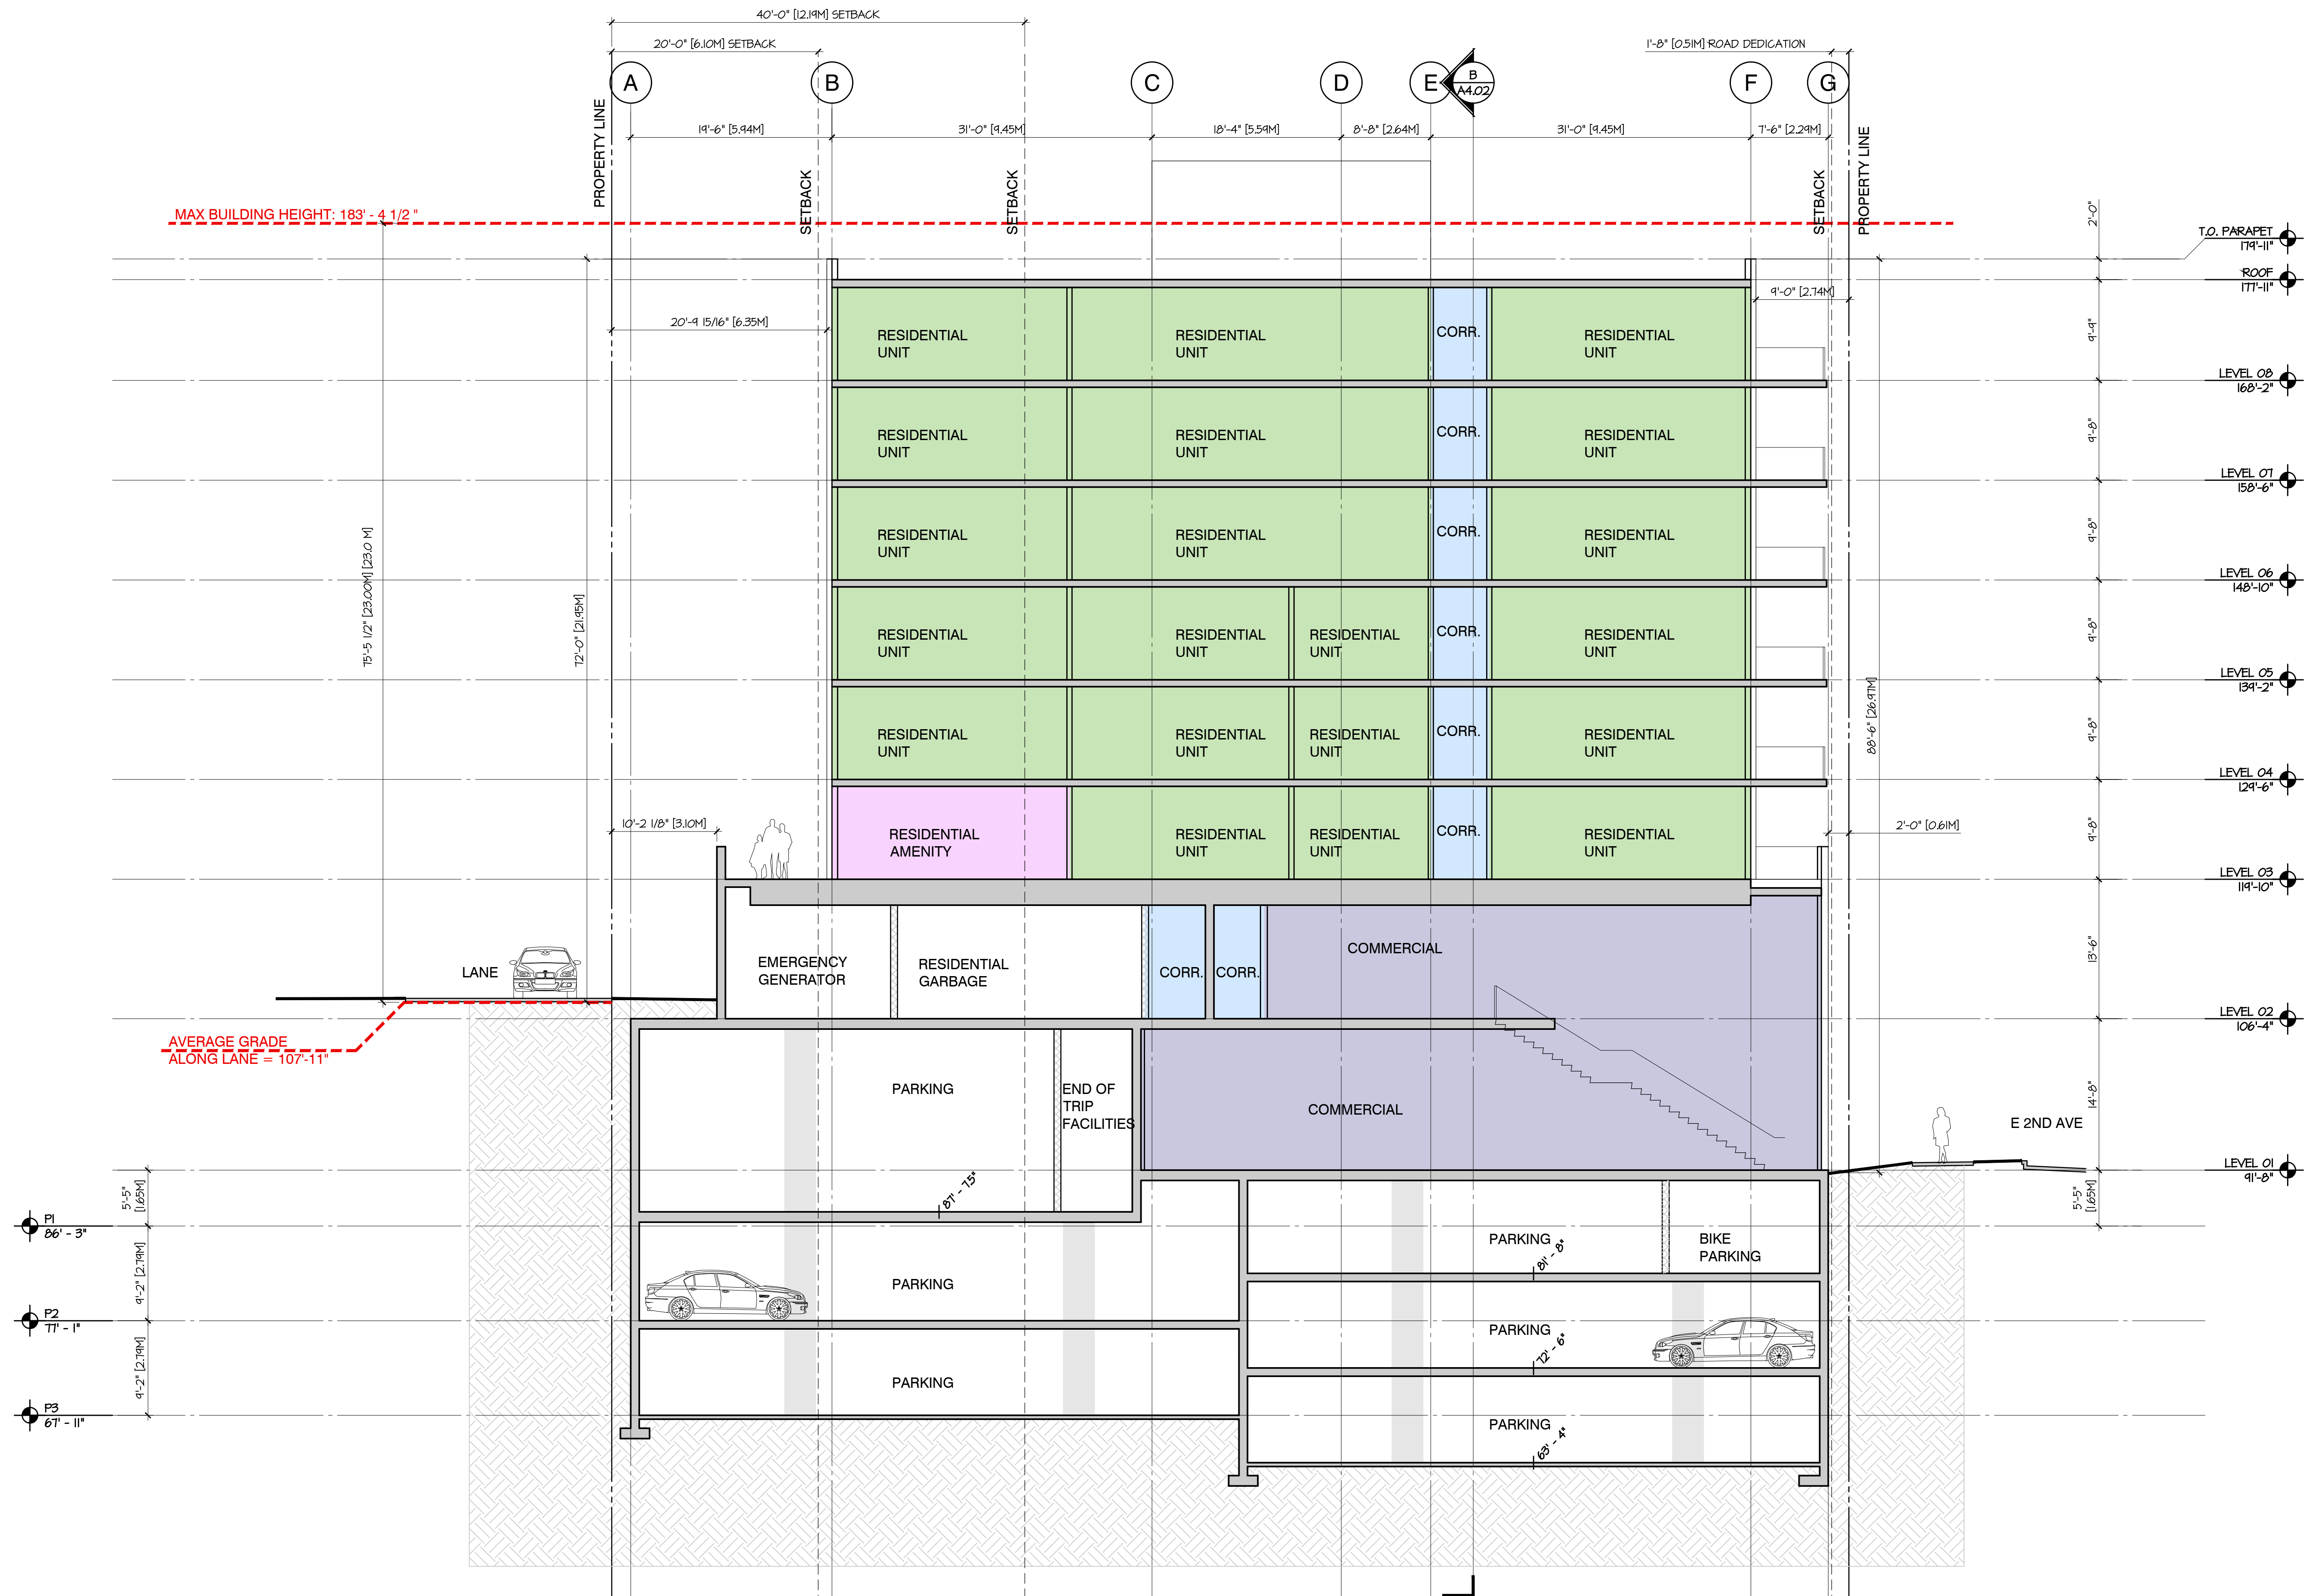 40'-0" [12.19M] SETBACK
20'-0" [6.10M] SETBACK
1'-8" [0.51M] ROAD DEDICATION
A
B
C
D
E
B
A4.02
F
G
19'-6" [5.94M]
31'-0" [9.45M]
18'-4" [5.59M]
8'-8" [2.64M]
31'-0" [9.45M]
7'-6" [2.29M]
PROPERTY LINE
SETBACK
SETBACK
SETBACK
PROPERTY LINE
MAX BUILDING HEIGHT: 183' - 4 1/2 "
2'-0"
T.O. PARAPET
179'-11"
ROOF
177'-11"
9'-0" [2.74M]
20'-9 15/16" [6.35M]
RESIDENTIAL
UNIT
RESIDENTIAL
UNIT
CORR.
RESIDENTIAL
UNIT
9'-9"
LEVEL 08
168'-2"
RESIDENTIAL
UNIT
RESIDENTIAL
UNIT
CORR.
RESIDENTIAL
UNIT
9'-8"
LEVEL 07
158'-6"
RESIDENTIAL
UNIT
RESIDENTIAL
UNIT
CORR.
RESIDENTIAL
UNIT
9'-8"
LEVEL 06
148'-10"
75'-5 1/2" [23.00M] [23.0 M]
72'-0" [21.95M]
RESIDENTIAL
UNIT
RESIDENTIAL
UNIT
RESIDENTIAL
UNIT
CORR.
RESIDENTIAL
UNIT
9'-8"
LEVEL 05
139'-2"
88'-6" [26.97M]
RESIDENTIAL
UNIT
RESIDENTIAL
UNIT
RESIDENTIAL
UNIT
CORR.
RESIDENTIAL
UNIT
9'-8"
LEVEL 04
129'-6"
10'-2 1/8" [3.10M]
RESIDENTIAL
AMENITY
RESIDENTIAL
UNIT
RESIDENTIAL
UNIT
CORR.
RESIDENTIAL
UNIT
2'-0" [0.61M]
9'-8"
LEVEL 03
119'-10"
LANE
EMERGENCY
GENERATOR
RESIDENTIAL
GARBAGE
CORR.
CORR.
COMMERCIAL
13'-6"
LEVEL 02
106'-4"
AVERAGE GRADE
ALONG LANE = 107'-11"
PARKING
END OF
TRIP
FACILITIES
COMMERCIAL
14'-8"
E 2ND AVE
LEVEL 01
91'-8"
87' - 7.5"
5'-5"
[1.65M]
5'-5"
[1.65M]
P1
86' - 3"
PARKING
81' - 8"
BIKE
PARKING
9'-2" [2.79M]
PARKING
P2
77' - 1"
PARKING
72' - 6"
9'-2" [2.79M]
PARKING
P3
67' - 11"
PARKING
63' - 4"